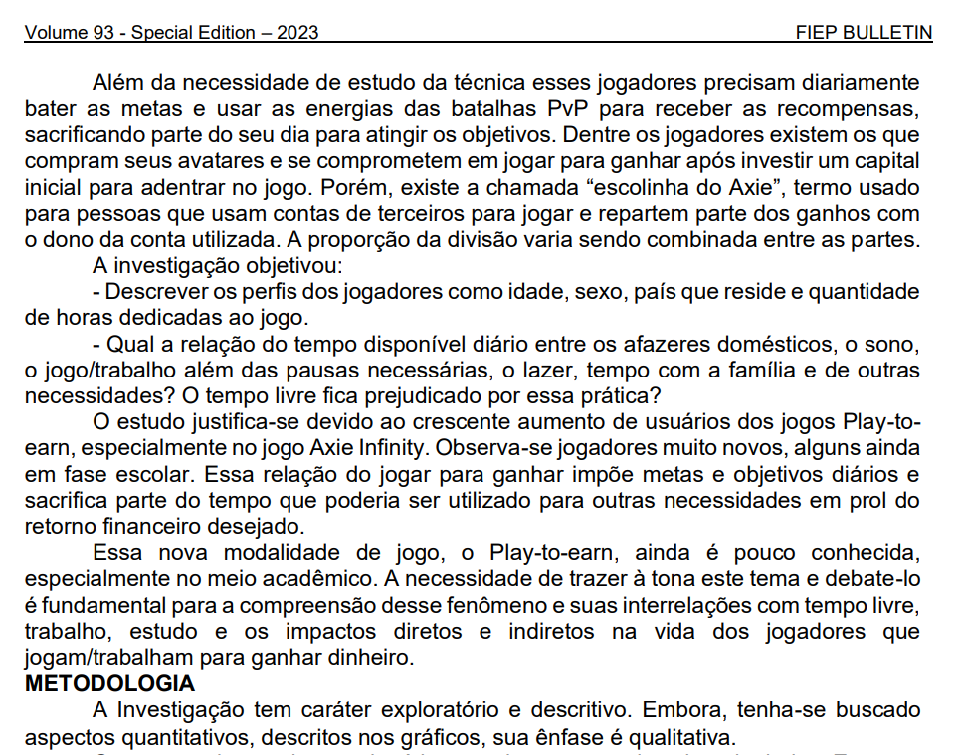 Volume 93 - Special Edition – 2023 FIEP BULLETIN
Além da necessidade de estudo da técnica esses jogadores precisam diariamente
bater as metas e usar as energias das batalhas PvP para receber as recompensas,
sacrificando parte do seu dia para atingir os objetivos. Dentre os jogadores existem os que
compram seus avatares e se comprometem em jogar para ganhar após investir um capital
inicial para adentrar no jogo. Porém, existe a chamada “escolinha do Axie”, termo usado
para pessoas que usam contas de terceiros para jogar e repartem parte dos ganhos com
o dono da conta utilizada. A proporção da divisão varia sendo combinada entre as partes.
A investigação objetivou:
- Descrever os perfis dos jogadores como idade, sexo, país que reside e quantidade
de horas dedicadas ao jogo.
- Qual a relação do tempo disponível diário entre os afazeres domésticos, o sono,
o jogo/trabalho além das pausas necessárias, o lazer, tempo com a família e de outras
necessidades? O tempo livre fica prejudicado por essa prática?
O estudo justifica-se devido ao crescente aumento de usuários dos jogos Play-to-
earn, especialmente no jogo Axie Infinity. Observa-se jogadores muito novos, alguns ainda
em fase escolar. Essa relação do jogar para ganhar impõe metas e objetivos diários e
sacrifica parte do tempo que poderia ser utilizado para outras necessidades em prol do
retorno financeiro desejado.
Essa nova modalidade de jogo, o Play-to-earn, ainda é pouco conhecida,
especialmente no meio acadêmico. A necessidade de trazer à tona este tema e debate-lo
é fundamental para a compreensão desse fenômeno e suas interrelações com tempo livre,
trabalho, estudo e os impactos diretos e indiretos na vida dos jogadores que
jogam/trabalham para ganhar dinheiro.
METODOLOGIA
A Investigação tem caráter exploratório e descritivo. Embora, tenha-se buscado
aspectos quantitativos, descritos nos gráficos, sua ênfase é qualitativa.